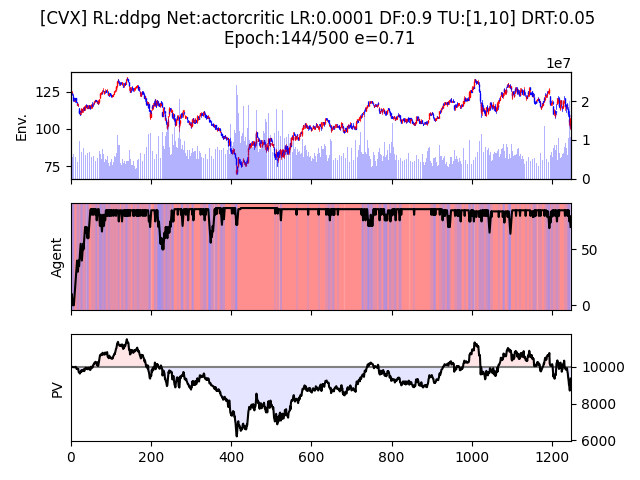 [CVX] RL:ddpg Net:actorcritic LR:0.0001 DF:0.9 TU:[1,10] DRT:0.05
Epoch:144/500 e=0.71
1e7
Env.
125
100
75
2
1
0
Agent
50
0
PV
10000
8000
6000
0 200 400 600 800 1000 1200